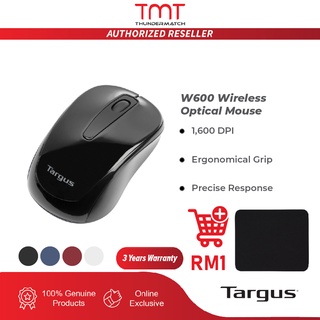 TMT
THUNDERMATCH
AUTHORIZED RESELLER
W600 Wireless
Optical Mouse
1,600 DPI
Ergonomical Grip
Precise Response
Targus
3 Years Warranty
RM1
100% Genuine
Products
Online
Exclusive
Targus